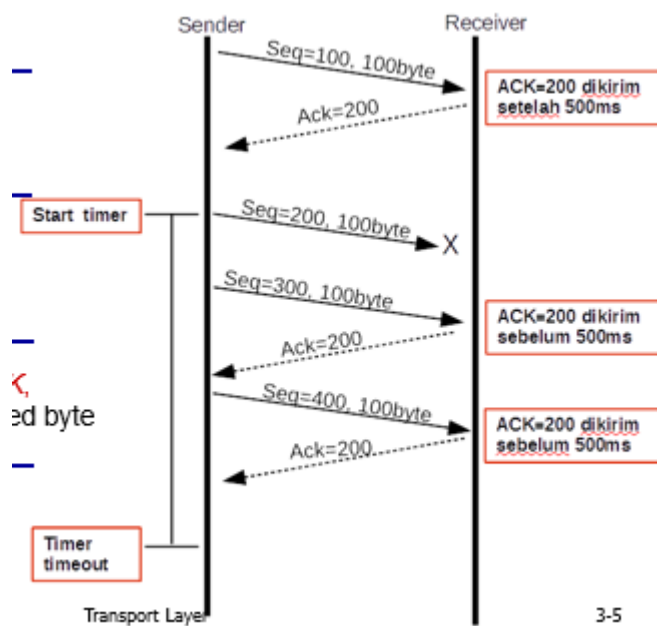 Sender
Receiver
Seq=100, 100byte
ACK=200 dikirim
setelah 500ms
Ack=200
Start timer
Seq=200, 100byte
X
Seq=300, 100byte
ACK=200 dikirim
sebelum 500ms
Ack=200
ed byte
Seq=400, 100byte
ACK=200 dikirim
sebelum 500ms
Ack=200
Timer
timeout
Transport Layer
3-5